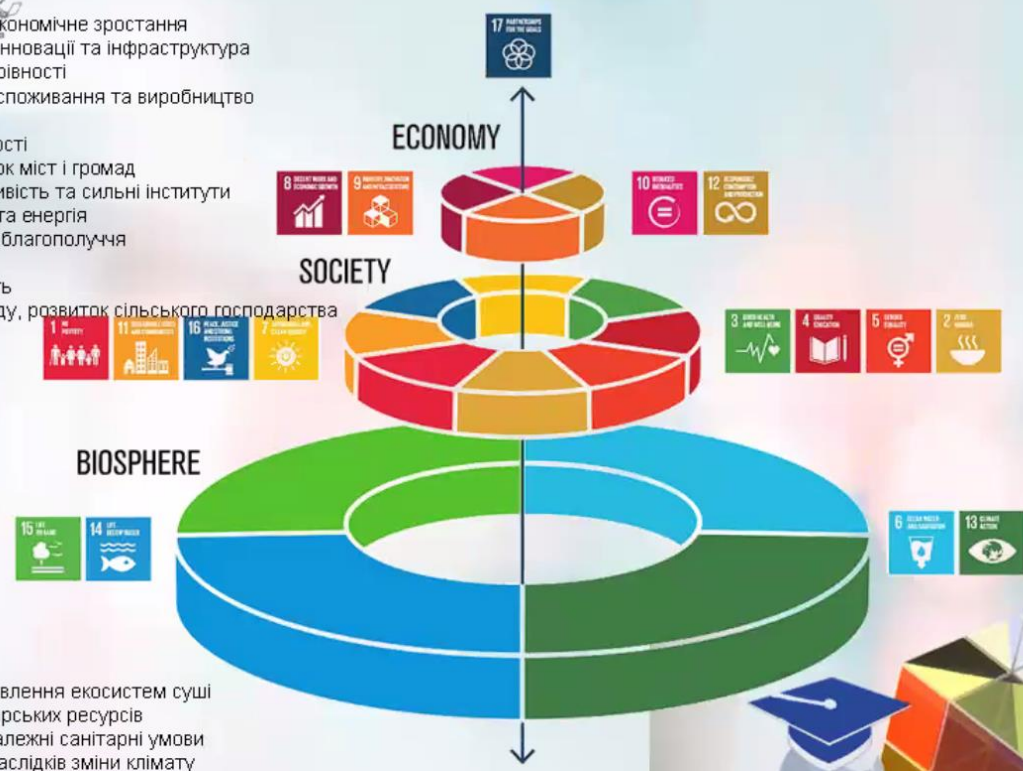 кономічне зростання
нновації та інфраструктура
рівності
споживання та виробництво
ості
ок міст і громад
ивість та сильні інститути
та енергія
благополуччя
ть
ду, розвиток сільського господарства
17 PARTNERSHIPS
FOR THE GOALS
ECONOMY
8 DECENT WORK AND
ECONOMIC GROWTH
9 INDUSTRY, INNOVATION
AND INFRASTRUCTURE
10 REDUCED
INEQUALITIES
12 RESPONSIBLE
CONSUMPTION
AND PRODUCTION
SOCIETY
1 NO
POVERTY
11 SUSTAINABLE CITIES
AND COMMUNITIES
16 PEACE, JUSTICE
AND STRONG
INSTITUTIONS
7 AFFORDABLE AND
CLEAN ENERGY
3 GOOD HEALTH
AND WELL-BEING
4 QUALITY
EDUCATION
5 GENDER
EQUALITY
2 ZERO
HUNGER
BIOSPHERE
15 LIFE
ON LAND
14 LIFE
BELOW WATER
6 CLEAN WATER
AND SANITATION
13 CLIMATE
ACTION
влення екосистем суші
рських ресурсів
алежні санітарні умови
аслідків зміни клімату